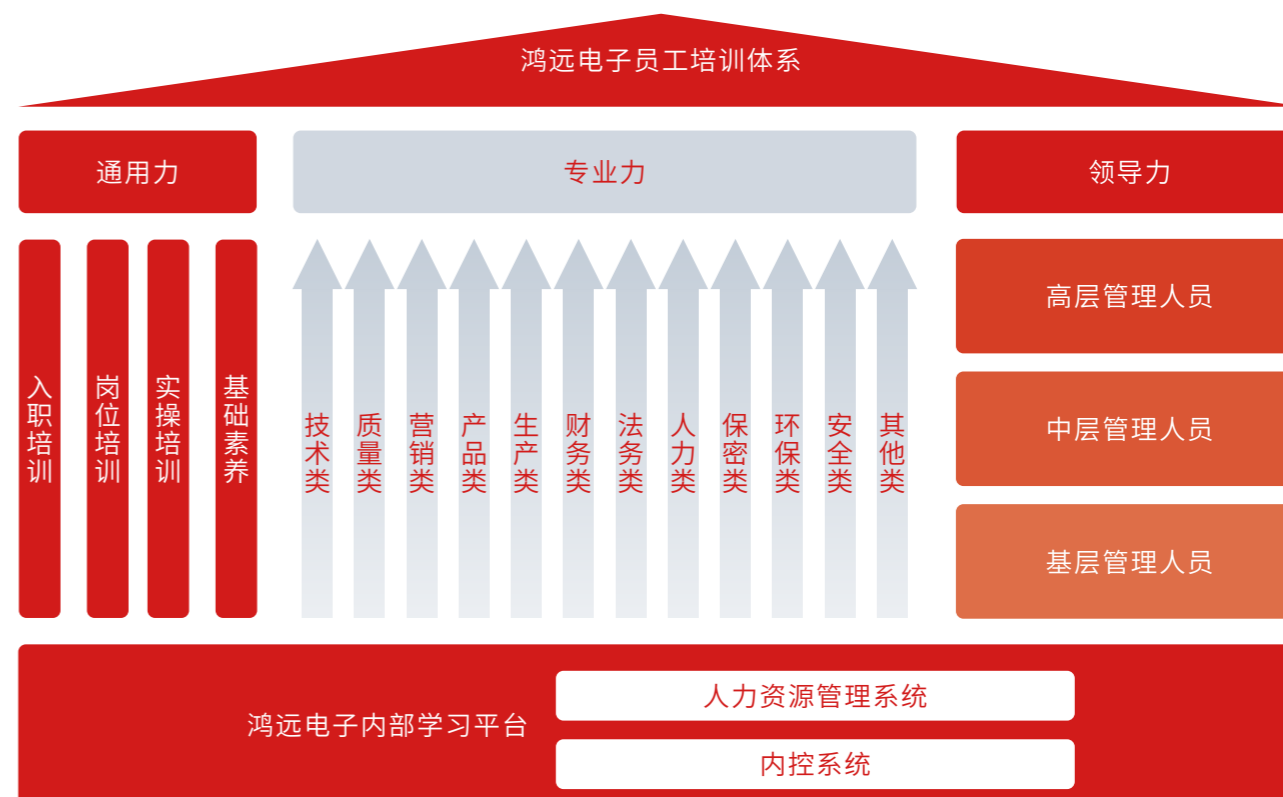 鸿远电子员工培训体系
通用力
专业力
领导力
入职培训
岗位培训
实操培训
基础素养
技术类
质量类
营销类
产品类
生产类
财务类
法务类
人力类
保密类
环保类
安全类
其他类
高层管理人员
中层管理人员
基层管理人员
鸿远电子内部学习平台
人力资源管理系统
内控系统